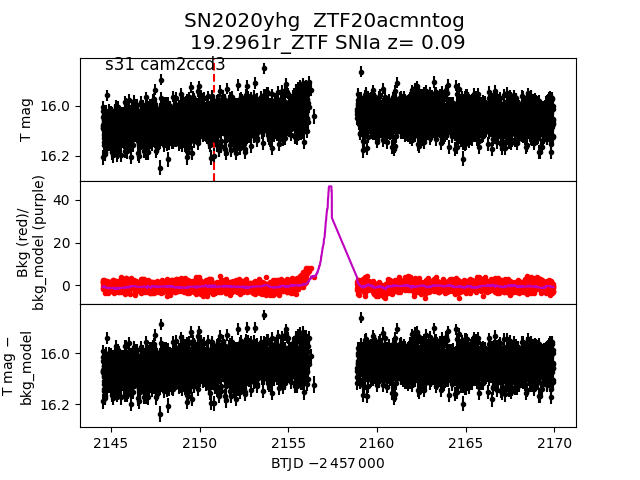 SN2020yhg  ZTF20acmntog
19.2961r_ZTF SNIa z= 0.09
s31 cam2ccd3
T mag
16.0
16.2
Bkg (red)/
bkg_model (purple)
40
20
0
T mag −
bkg_model
16.0
16.2
2145 2150 2155 2160 2165 2170
BTJD −2 457 000